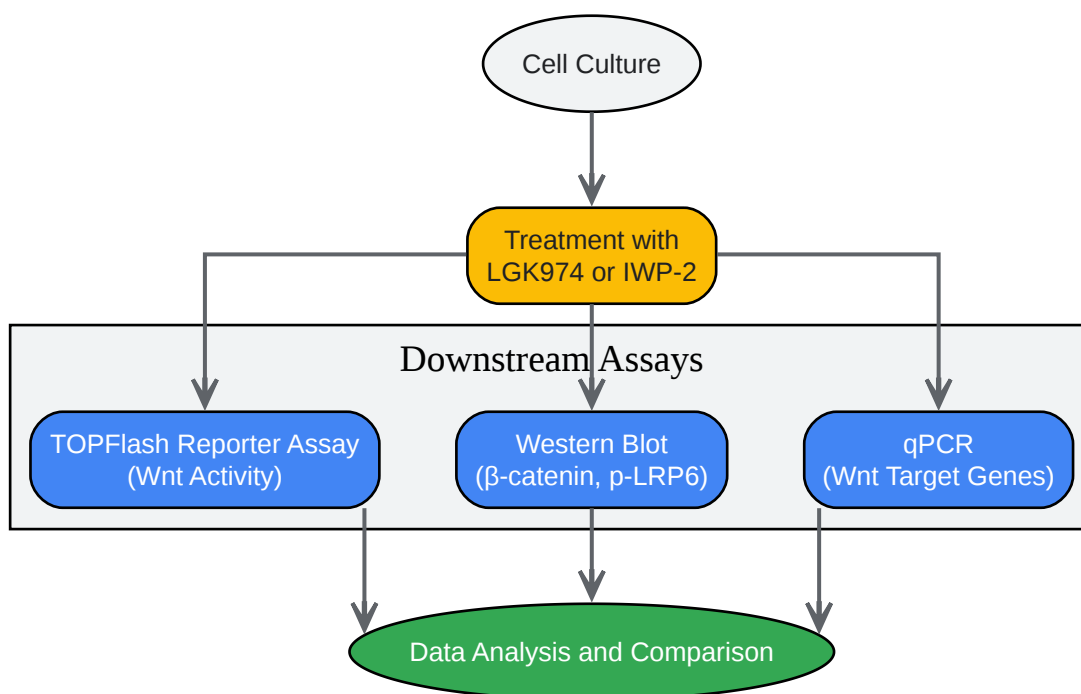 Cell Culture
Treatment with
LGK974 or IWP-2
Downstream Assays
TOPFlash Reporter Assay
(Wnt Activity)
Western Blot
(β-catenin, p-LRP6)
qPCR
(Wnt Target Genes)
Data Analysis and Comparison